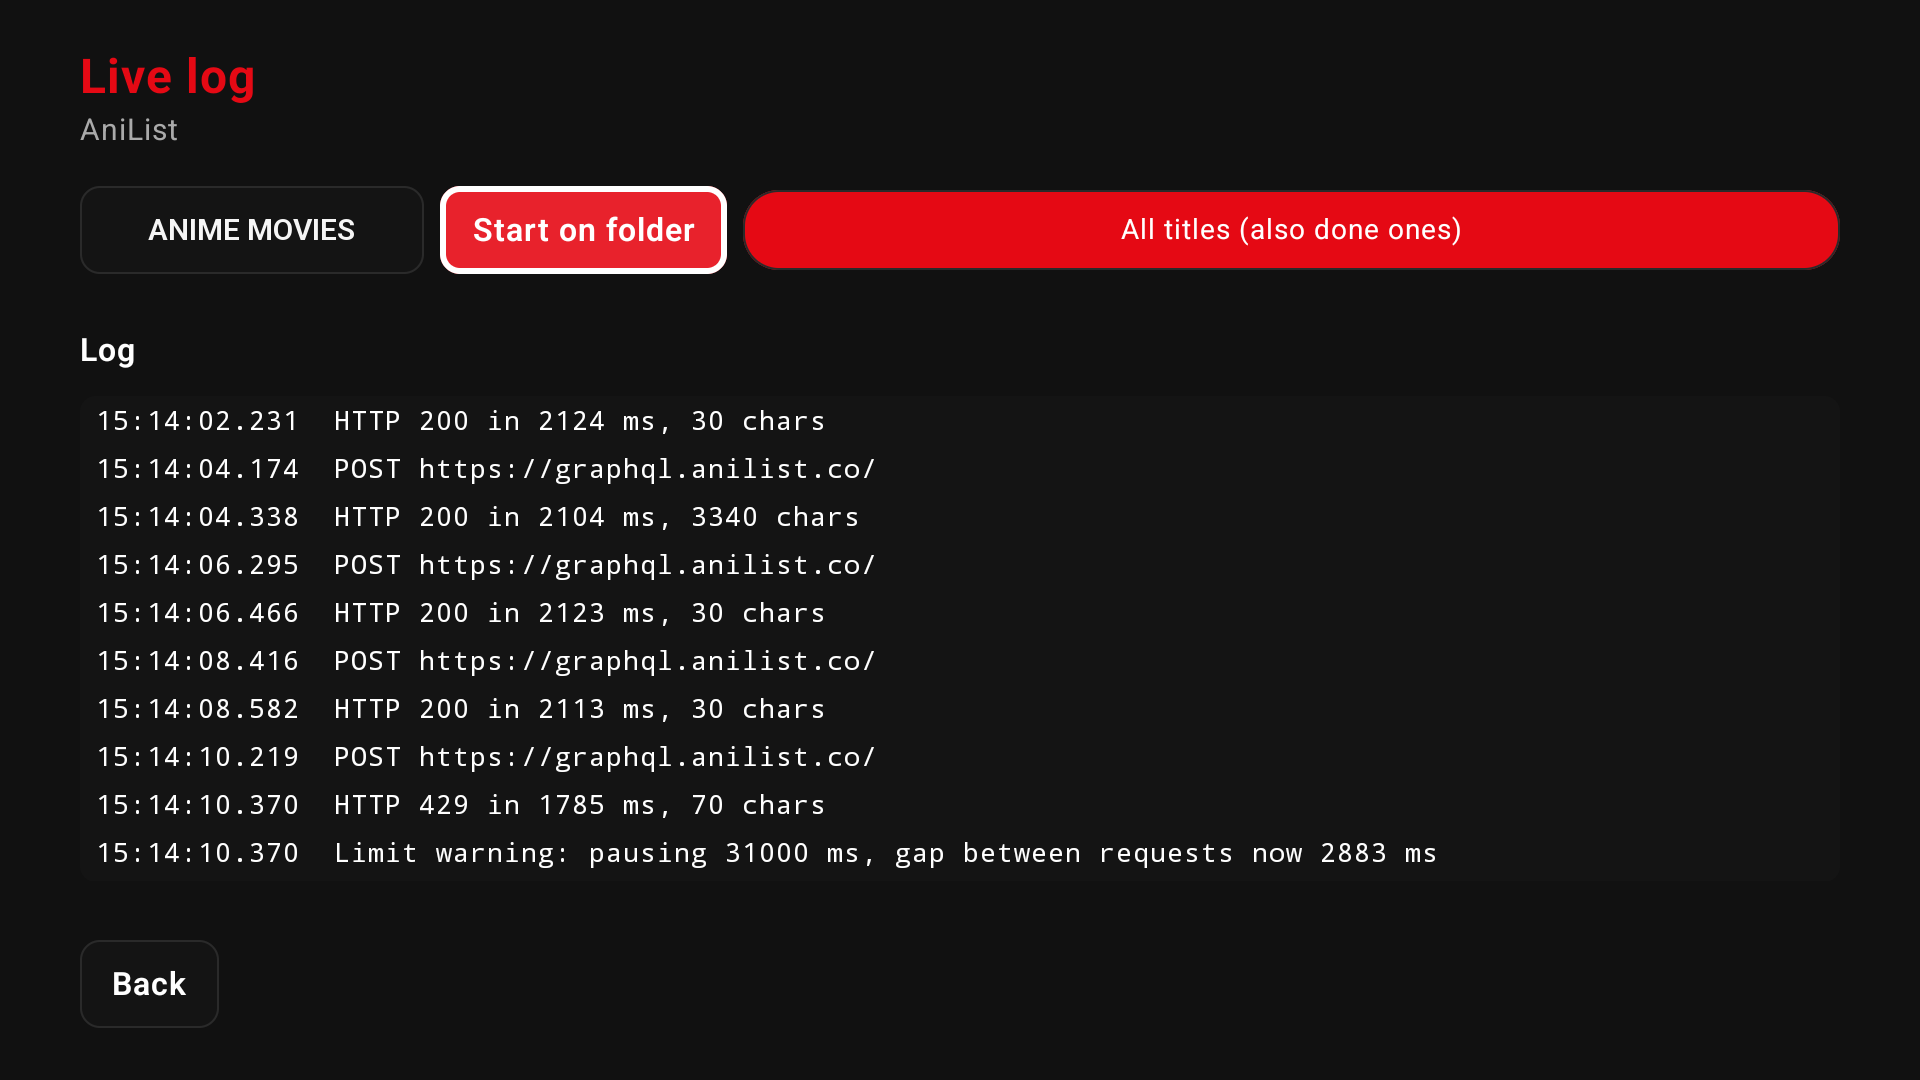 Live log
AniList
ANIME MOVIES
Start on folder
All titles (also done ones)
Log
15:14:02.231  HTTP 200 in 2124 ms, 30 chars
15:14:04.174  POST https://graphql.anilist.co/
15:14:04.338  HTTP 200 in 2104 ms, 3340 chars
15:14:06.295  POST https://graphql.anilist.co/
15:14:06.466  HTTP 200 in 2123 ms, 30 chars
15:14:08.416  POST https://graphql.anilist.co/
15:14:08.582  HTTP 200 in 2113 ms, 30 chars
15:14:10.219  POST https://graphql.anilist.co/
15:14:10.370  HTTP 429 in 1785 ms, 70 chars
15:14:10.370  Limit warning: pausing 31000 ms, gap between requests now 2883 ms
Back